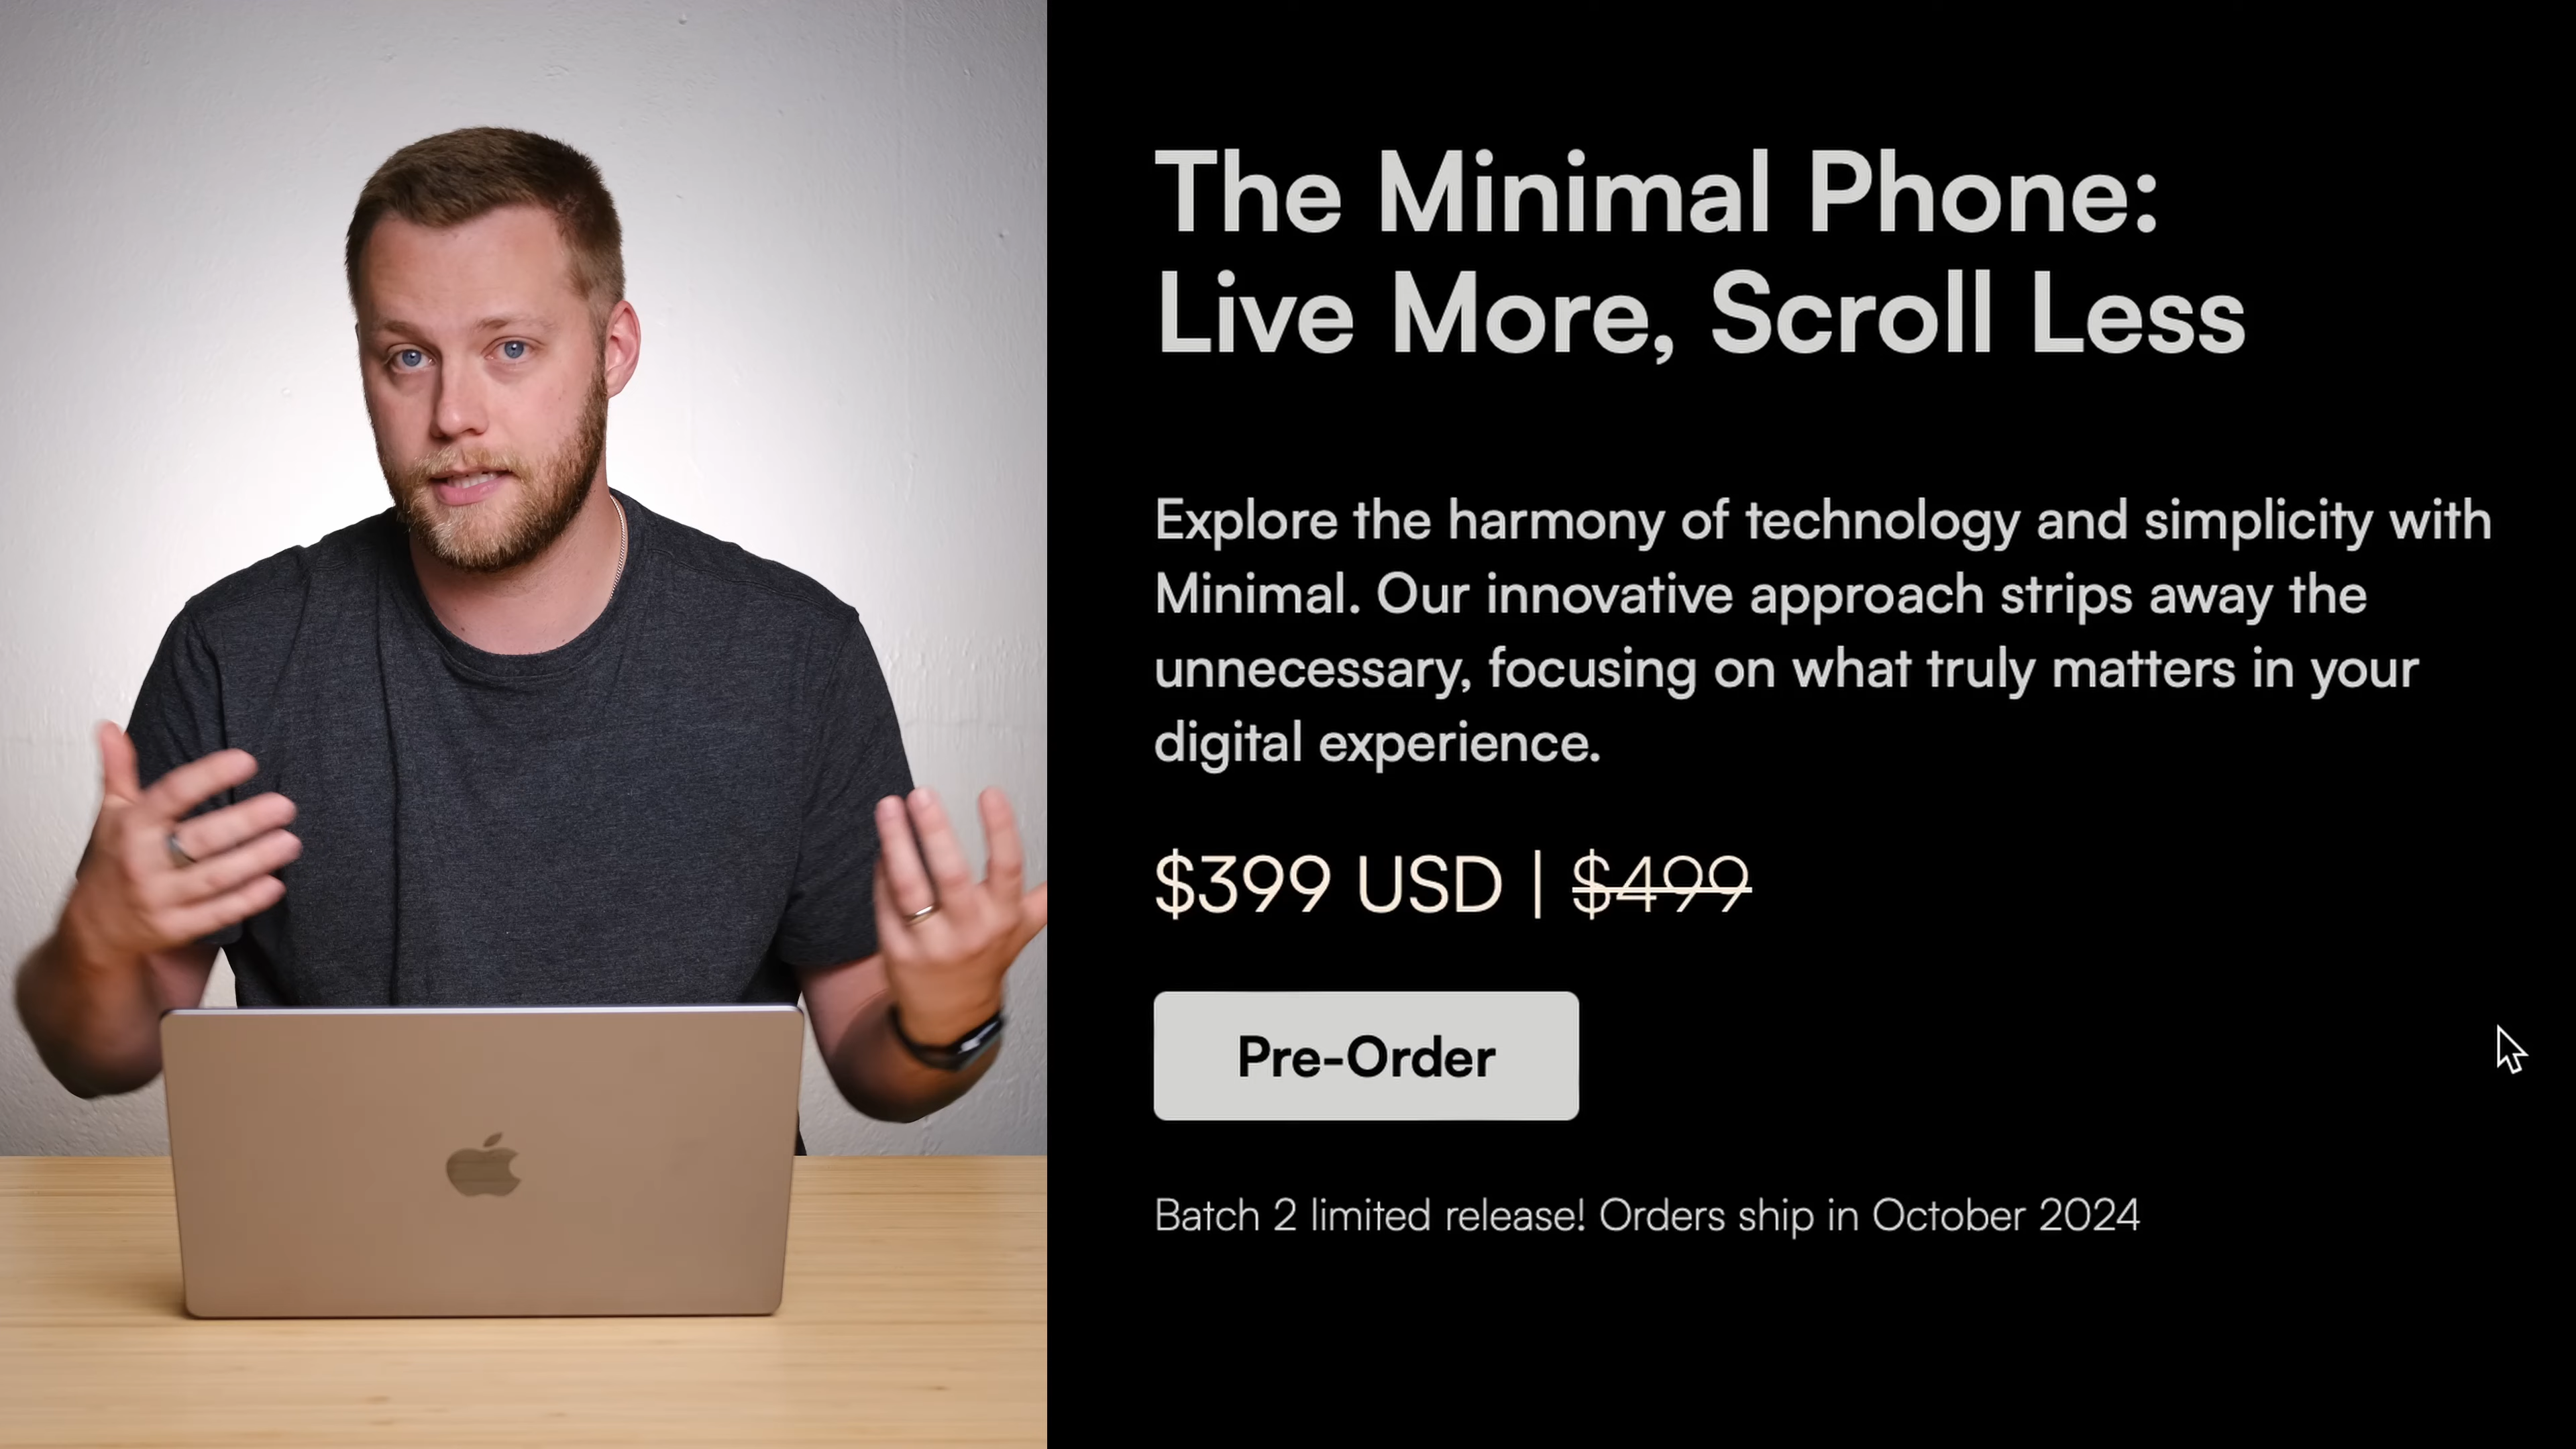 The Minimal Phone:
Live More, Scroll Less
Explore the harmony of technology and simplicity with
Minimal. Our innovative approach strips away the
unnecessary, focusing on what truly matters in your
digital experience.
$399 USD | $499
Pre-Order
Batch 2 limited release! Orders ship in October 2024